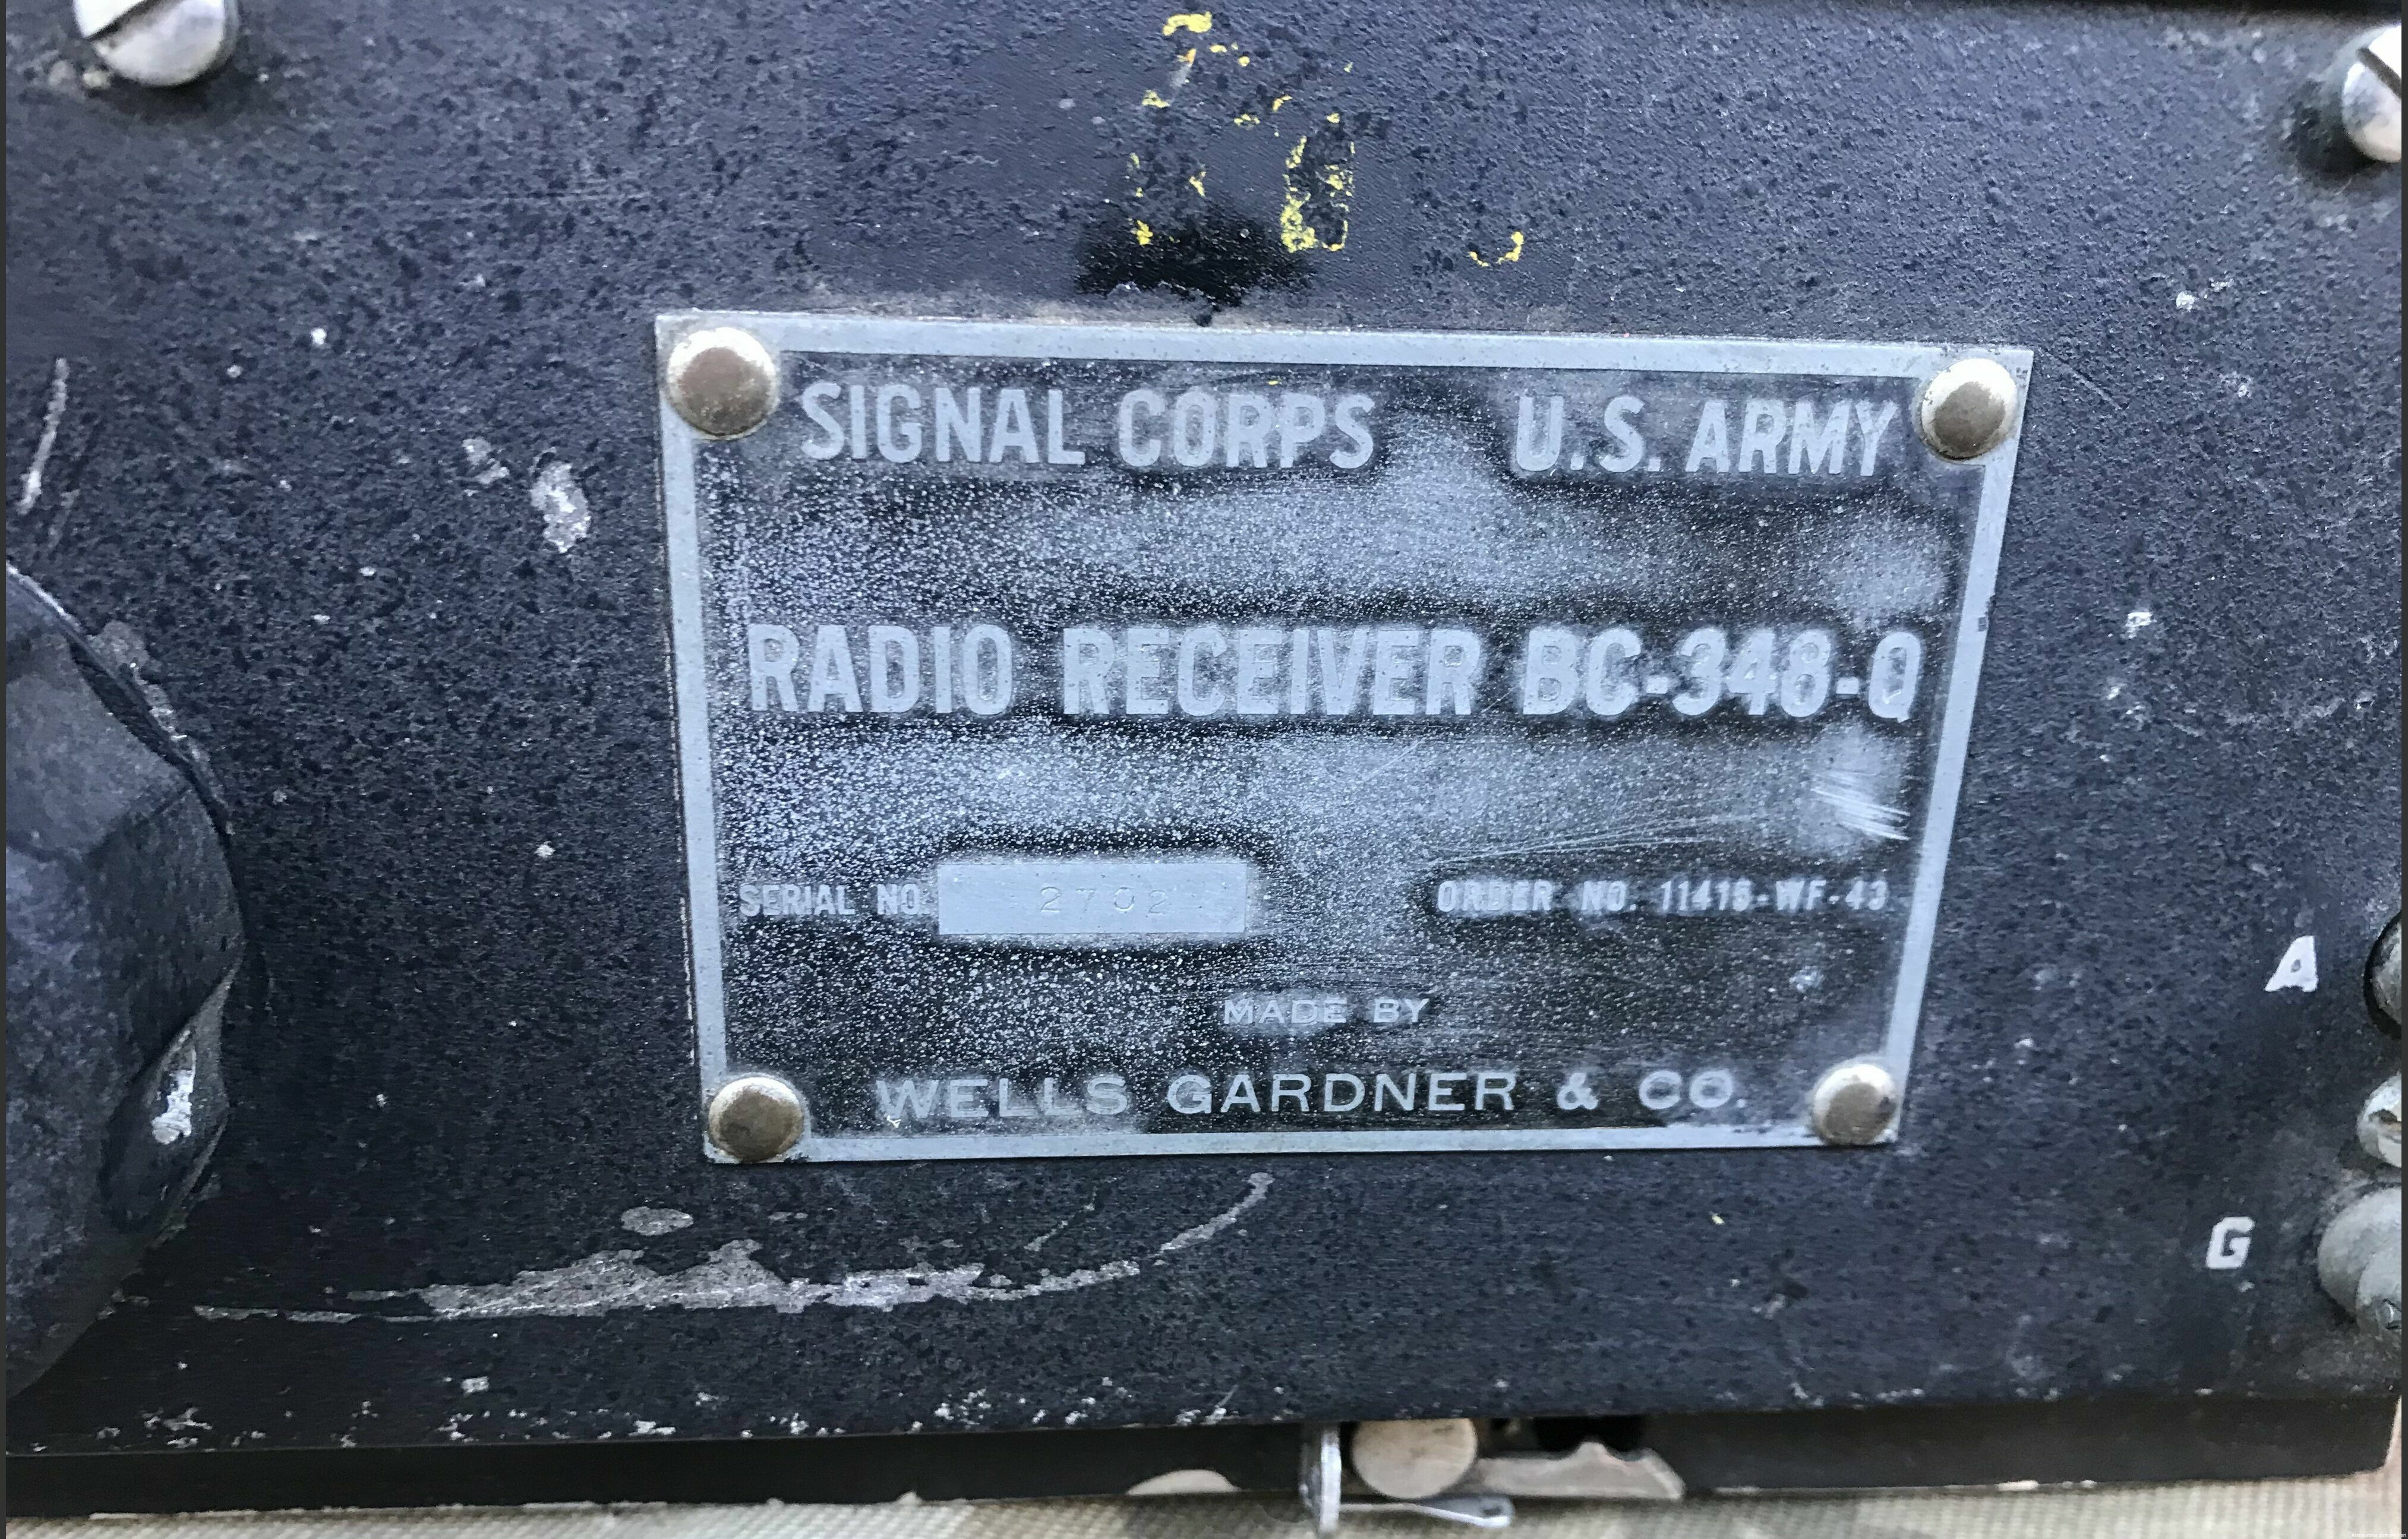 SIGNAL CORPS U.S. ARMY
RADIO RECEIVER BC-348-Q
SERIAL NO. 2702
ORDER NO. 11416-WF-43
MADE BY
WELLS GARDNER & CO.
A
G